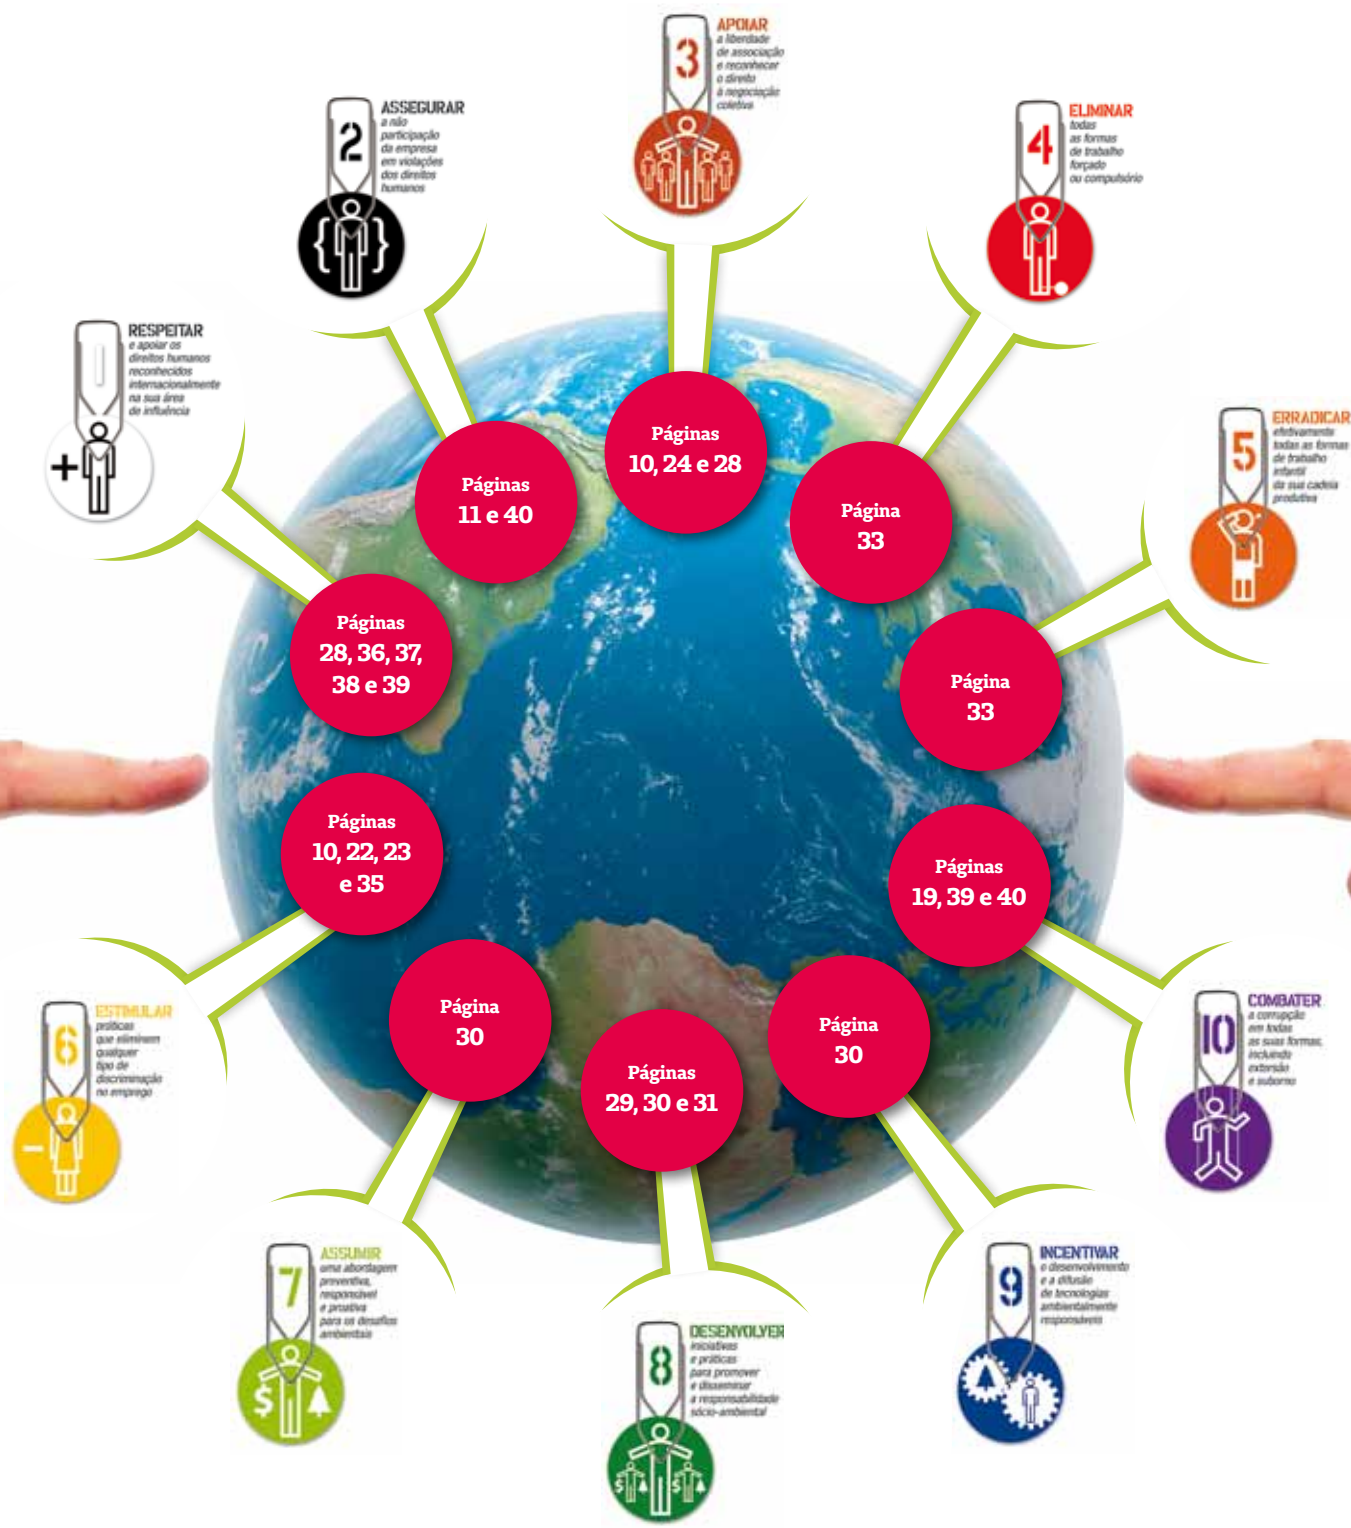 1
RESPEITAR
e apoiar os
direitos humanos
reconhecidos
internacionalmente
na sua área
de influência
Páginas
28, 36, 37,
38 e 39
2
ASSEGURAR
a não
participação
da empresa
em violações
dos direitos
humanos
Páginas
11 e 40
3
APOIAR
a liberdade
de associação
e reconhecer
o direito
à negociação
coletiva
Páginas
10, 24 e 28
4
ELIMINAR
todas
as formas
de trabalho
forçado
ou compulsório
Página
33
5
ERRADICAR
efetivamente
todas as formas
de trabalho
infantil
da sua cadeia
produtiva
Página
33
6
ESTIMULAR
práticas
que eliminem
qualquer
tipo de
discriminação
no emprego
Páginas
10, 22, 23
e 35
7
ASSUMIR
uma abordagem
preventiva,
responsável
e proativa
para os desafios
ambientais
Página
30
8
DESENVOLVER
iniciativas
e práticas
para promover
e disseminar
a responsabilidade
sócio-ambiental
Páginas
29, 30 e 31
9
INCENTIVAR
o desenvolvimento
e a difusão
de tecnologias
ambientalmente
responsáveis
Página
30
10
COMBATER
a corrupção
em todas
as suas formas,
incluindo
extorsão
e suborno
Páginas
19, 39 e 40